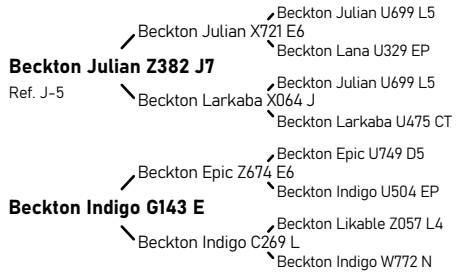 Beckton Julian U699 L5
Beckton Julian X721 E6
Beckton Lana U329 EP
Beckton Julian Z382 J7
Ref. J-5
Beckton Julian U699 L5
Beckton Larkaba X064 J
Beckton Larkaba U475 CT
Beckton Epic U749 D5
Beckton Epic Z674 E6
Beckton Indigo U504 EP
Beckton Indigo G143 E
Beckton Likable Z057 L4
Beckton Indigo C269 L
Beckton Indigo W772 N